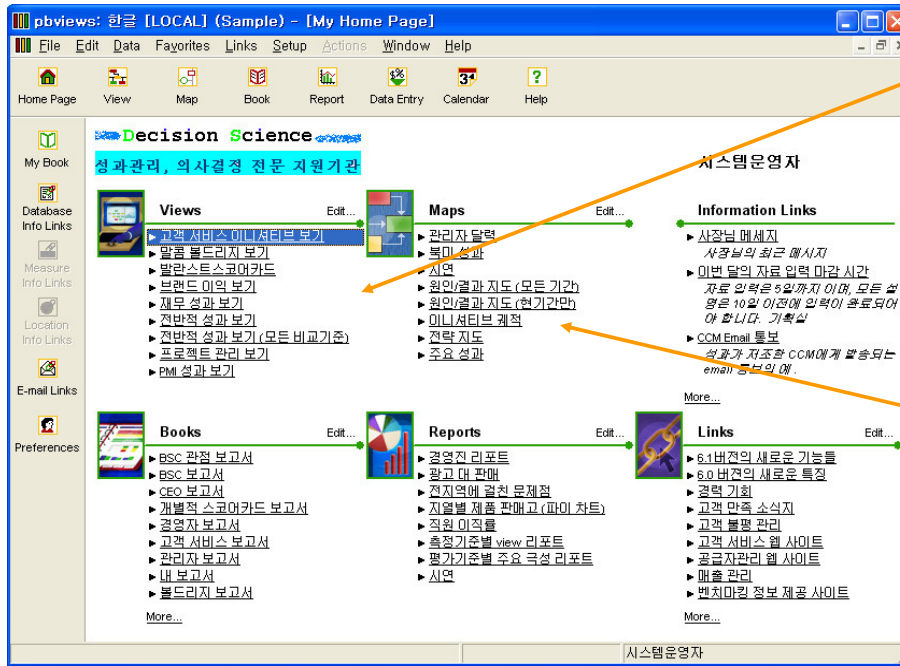 pbviews: 한글 [LOCAL] (Sample) - [My Home Page]
File Edit Data Favorites Links Setup Actions Window Help
Home Page View Map Book Report Data Entry Calendar Help
My Book
Database
Info Links
Measure
Info Links
Location
Info Links
E-mail Links
Preferences
Decision Science
성과관리, 의사결정 전문 지원기관
시스템운영자
Views Edit...
고객 서비스 이니셔티브 보기
말콤 볼드리지 보기
발란스트스코어카드
브랜드 이익 보기
재무 성과 보기
전반적 성과 보기
전반적 성과 보기 (모든 비교기준)
프로젝트 관리 보기
PMI 성과 보기
Maps Edit...
관리자 달력
북미 성과
시연
원인/결과 지도 (모든 기간)
원인/결과 지도 (현기간만)
이니셔티브 궤적
전략 지도
주요 성과
Information Links
사장님 메세지
사장님의 최근 메시지
이번 달의 자료 입력 마감 시간
자료 입력은 5일까지 이며, 모든 설
명은 10일 이전에 입력이 완료되어
야 합니다. 기획실
CCM Email 통보
성과가 저조한 CCM에게 발송되는
email 통보의 예.
More...
Books Edit...
BSC 관점 보고서
BSC 보고서
CEO 보고서
개별적 스코어카드 보고서
경영자 보고서
고객 서비스 보고서
관리자 보고서
내 보고서
볼드리지 보고서
More...
Reports Edit...
경영진 리포트
광고 대 판매
전지역에 걸친 문제점
지열별 제품 판매고 (파이 차트)
직원 이직률
측정기준별 view 리포트
평가기준별 주요 극성 리포트
시연
Links Edit...
6.1버젼의 새로운 기능들
6.0 버젼의 새로운 특징
경력 기회
고객 만족 소식지
고객 불평 관리
고객 서비스 웹 사이트
공급자관리 웹 사이트
매출 관리
벤치마킹 정보 제공 사이트
More...
시스템운영자